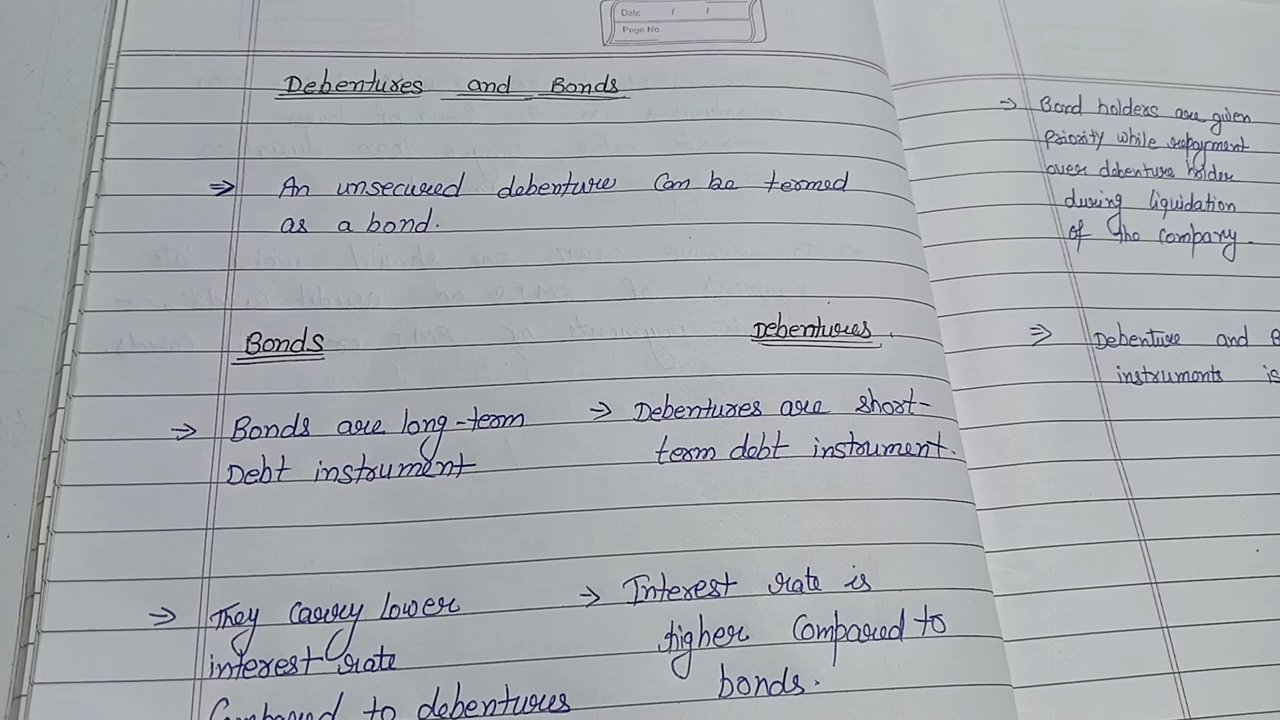 Date / /
Page No.
Debentures and Bonds
⇒ An unsecured debenture can be termed
as a bond.
Bonds
Debentures.
⇒ Bonds are long-term
Debt instrument
⇒ Debentures are short-
term debt instrument.
⇒ They carry lower
interest rate
Compared to debentures
⇒ Interest rate is
higher compared to
bonds.
⇒ Bond holders are given
Priority while repayment
over debenture holder
during liquidation
of the company.
⇒ Debenture and
instruments is